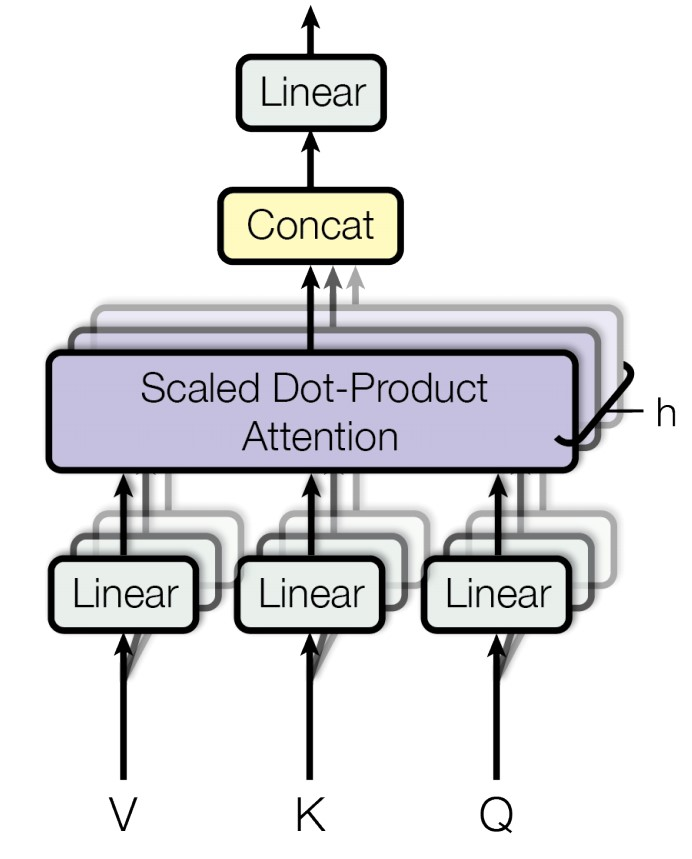 Linear
Concat
Scaled Dot-Product
Attention
h
Linear Linear Linear
V K Q